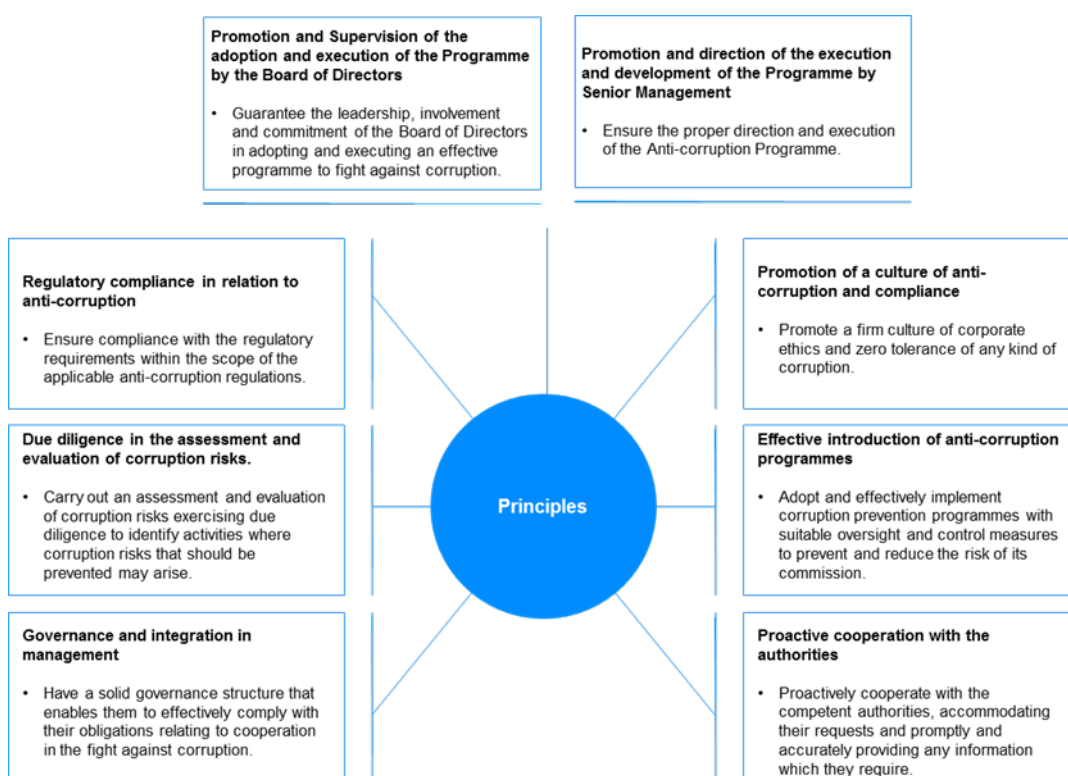 Promotion and Supervision of the
adoption and execution of the Programme
by the Board of Directors
• Guarantee the leadership, involvement
and commitment of the Board of Directors
in adopting and executing an effective
programme to fight against corruption.
Promotion and direction of the execution
and development of the Programme by
Senior Management
• Ensure the proper direction and execution
of the Anti-corruption Programme.
Regulatory compliance in relation to
anti-corruption
• Ensure compliance with the regulatory
requirements within the scope of the
applicable anti-corruption regulations.
Promotion of a culture of anti-
corruption and compliance
• Promote a firm culture of corporate
ethics and zero tolerance of any kind of
corruption.
Due diligence in the assessment and
evaluation of corruption risks.
• Carry out an assessment and evaluation
of corruption risks exercising due
diligence to identify activities where
corruption risks that should be
prevented may arise.
Principles
Effective introduction of anti-corruption
programmes
• Adopt and effectively implement
corruption prevention programmes with
suitable oversight and control measures
to prevent and reduce the risk of its
commission.
Governance and integration in
management
• Have a solid governance structure that
enables them to effectively comply with
their obligations relating to cooperation
in the fight against corruption.
Proactive cooperation with the
authorities
• Proactively cooperate with the
competent authorities, accommodating
their requests and promptly and
accurately providing any information
which they require.